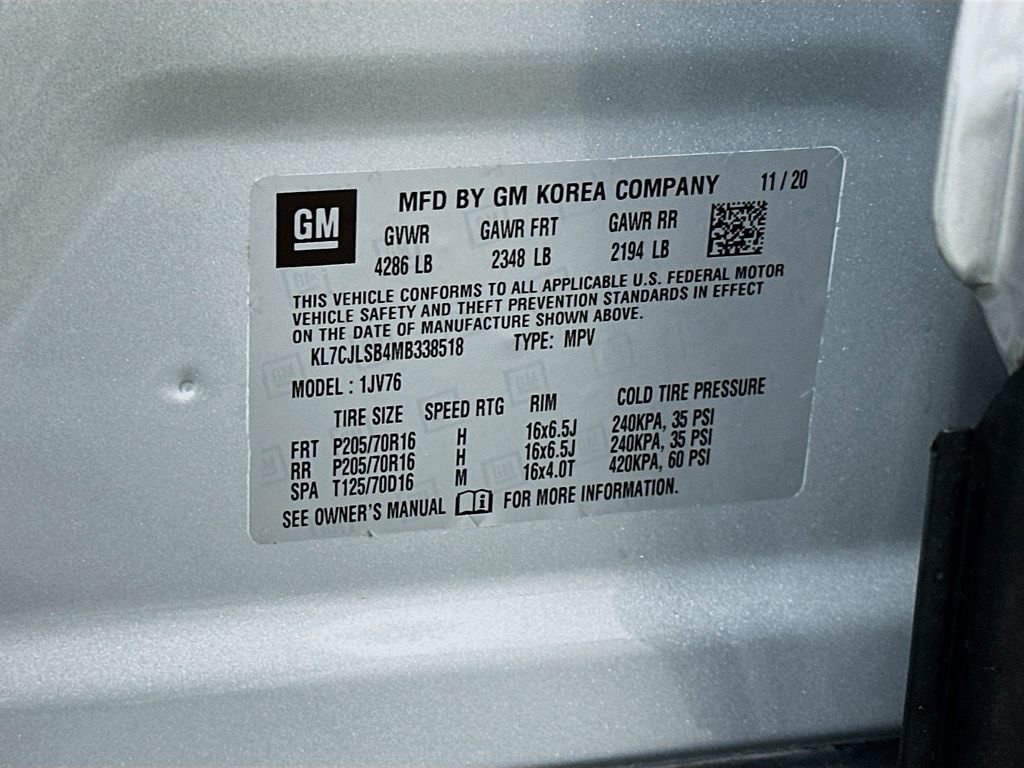 GM
MFD BY GM KOREA COMPANY 11/20
GVWR GAWR FRT GAWR RR
4286 LB 2348 LB 2194 LB
THIS VEHICLE CONFORMS TO ALL APPLICABLE U.S. FEDERAL MOTOR
VEHICLE SAFETY AND THEFT PREVENTION STANDARDS IN EFFECT
ON THE DATE OF MANUFACTURE SHOWN ABOVE.
KL7CJLSB4MB338518 TYPE: MPV
MODEL : 1JV76
TIRE SIZE SPEED RTG RIM COLD TIRE PRESSURE
FRT P205/70R16 H 16x6.5J 240KPA, 35 PSI
RR P205/70R16 H 16x6.5J 240KPA, 35 PSI
SPA T125/70D16 M 16x4.0T 420KPA, 60 PSI
SEE OWNER'S MANUAL FOR MORE INFORMATION.